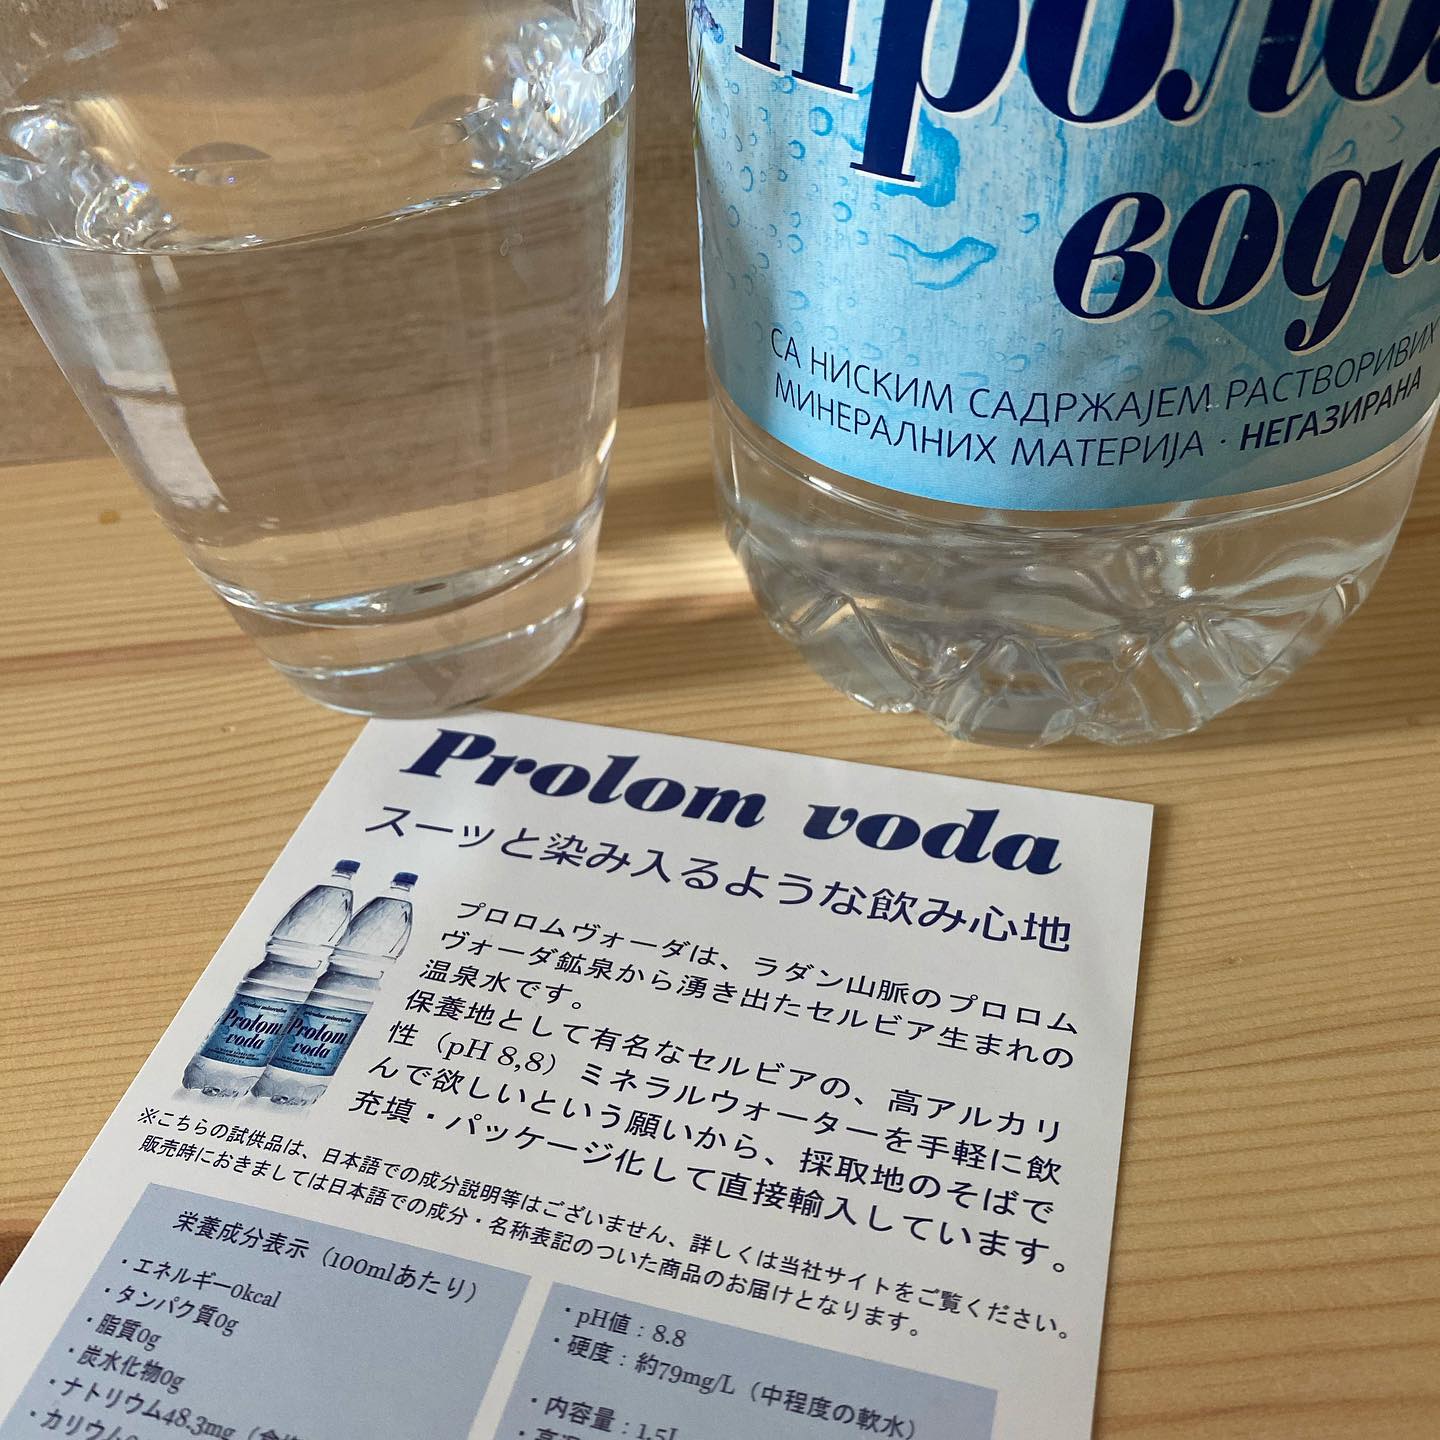 вода
СА НИСКИМ САДРЖАЈЕМ РАСТВОРИВИХ
МИНЕРАЛНИХ МАТЕРИЈА · НЕГАЗИРАНА
Prolom voda
スーッと染み入るような飲み心地
プロロムヴォーダは、ラダン山脈のプロロム
ヴォーダ鉱泉から湧き出たセルビア生まれの
温泉水です。
保養地として有名なセルビアの、高アルカリ
性（pH 8,8）ミネラルウォーターを手軽に飲
んで欲しいという願いから、採取地のそばで
充填・パッケージ化して直接輸入しています。
Prolom
voda
Prolom
voda
※こちらの試供品は、日本語での成分説明等はございません、詳しくは当社サイトをご覧ください。
販売時におきましては日本語での成分・名称表記のついた商品のお届けとなります。
栄養成分表示（100mlあたり）
・エネルギー0kcal
・タンパク質0g
・脂質0g
・炭水化物0g
・ナトリウム48.3mg
・カリウム
・pH値：8.8
・硬度：約79mg/L（中程度の軟水）
・内容量：1.5L